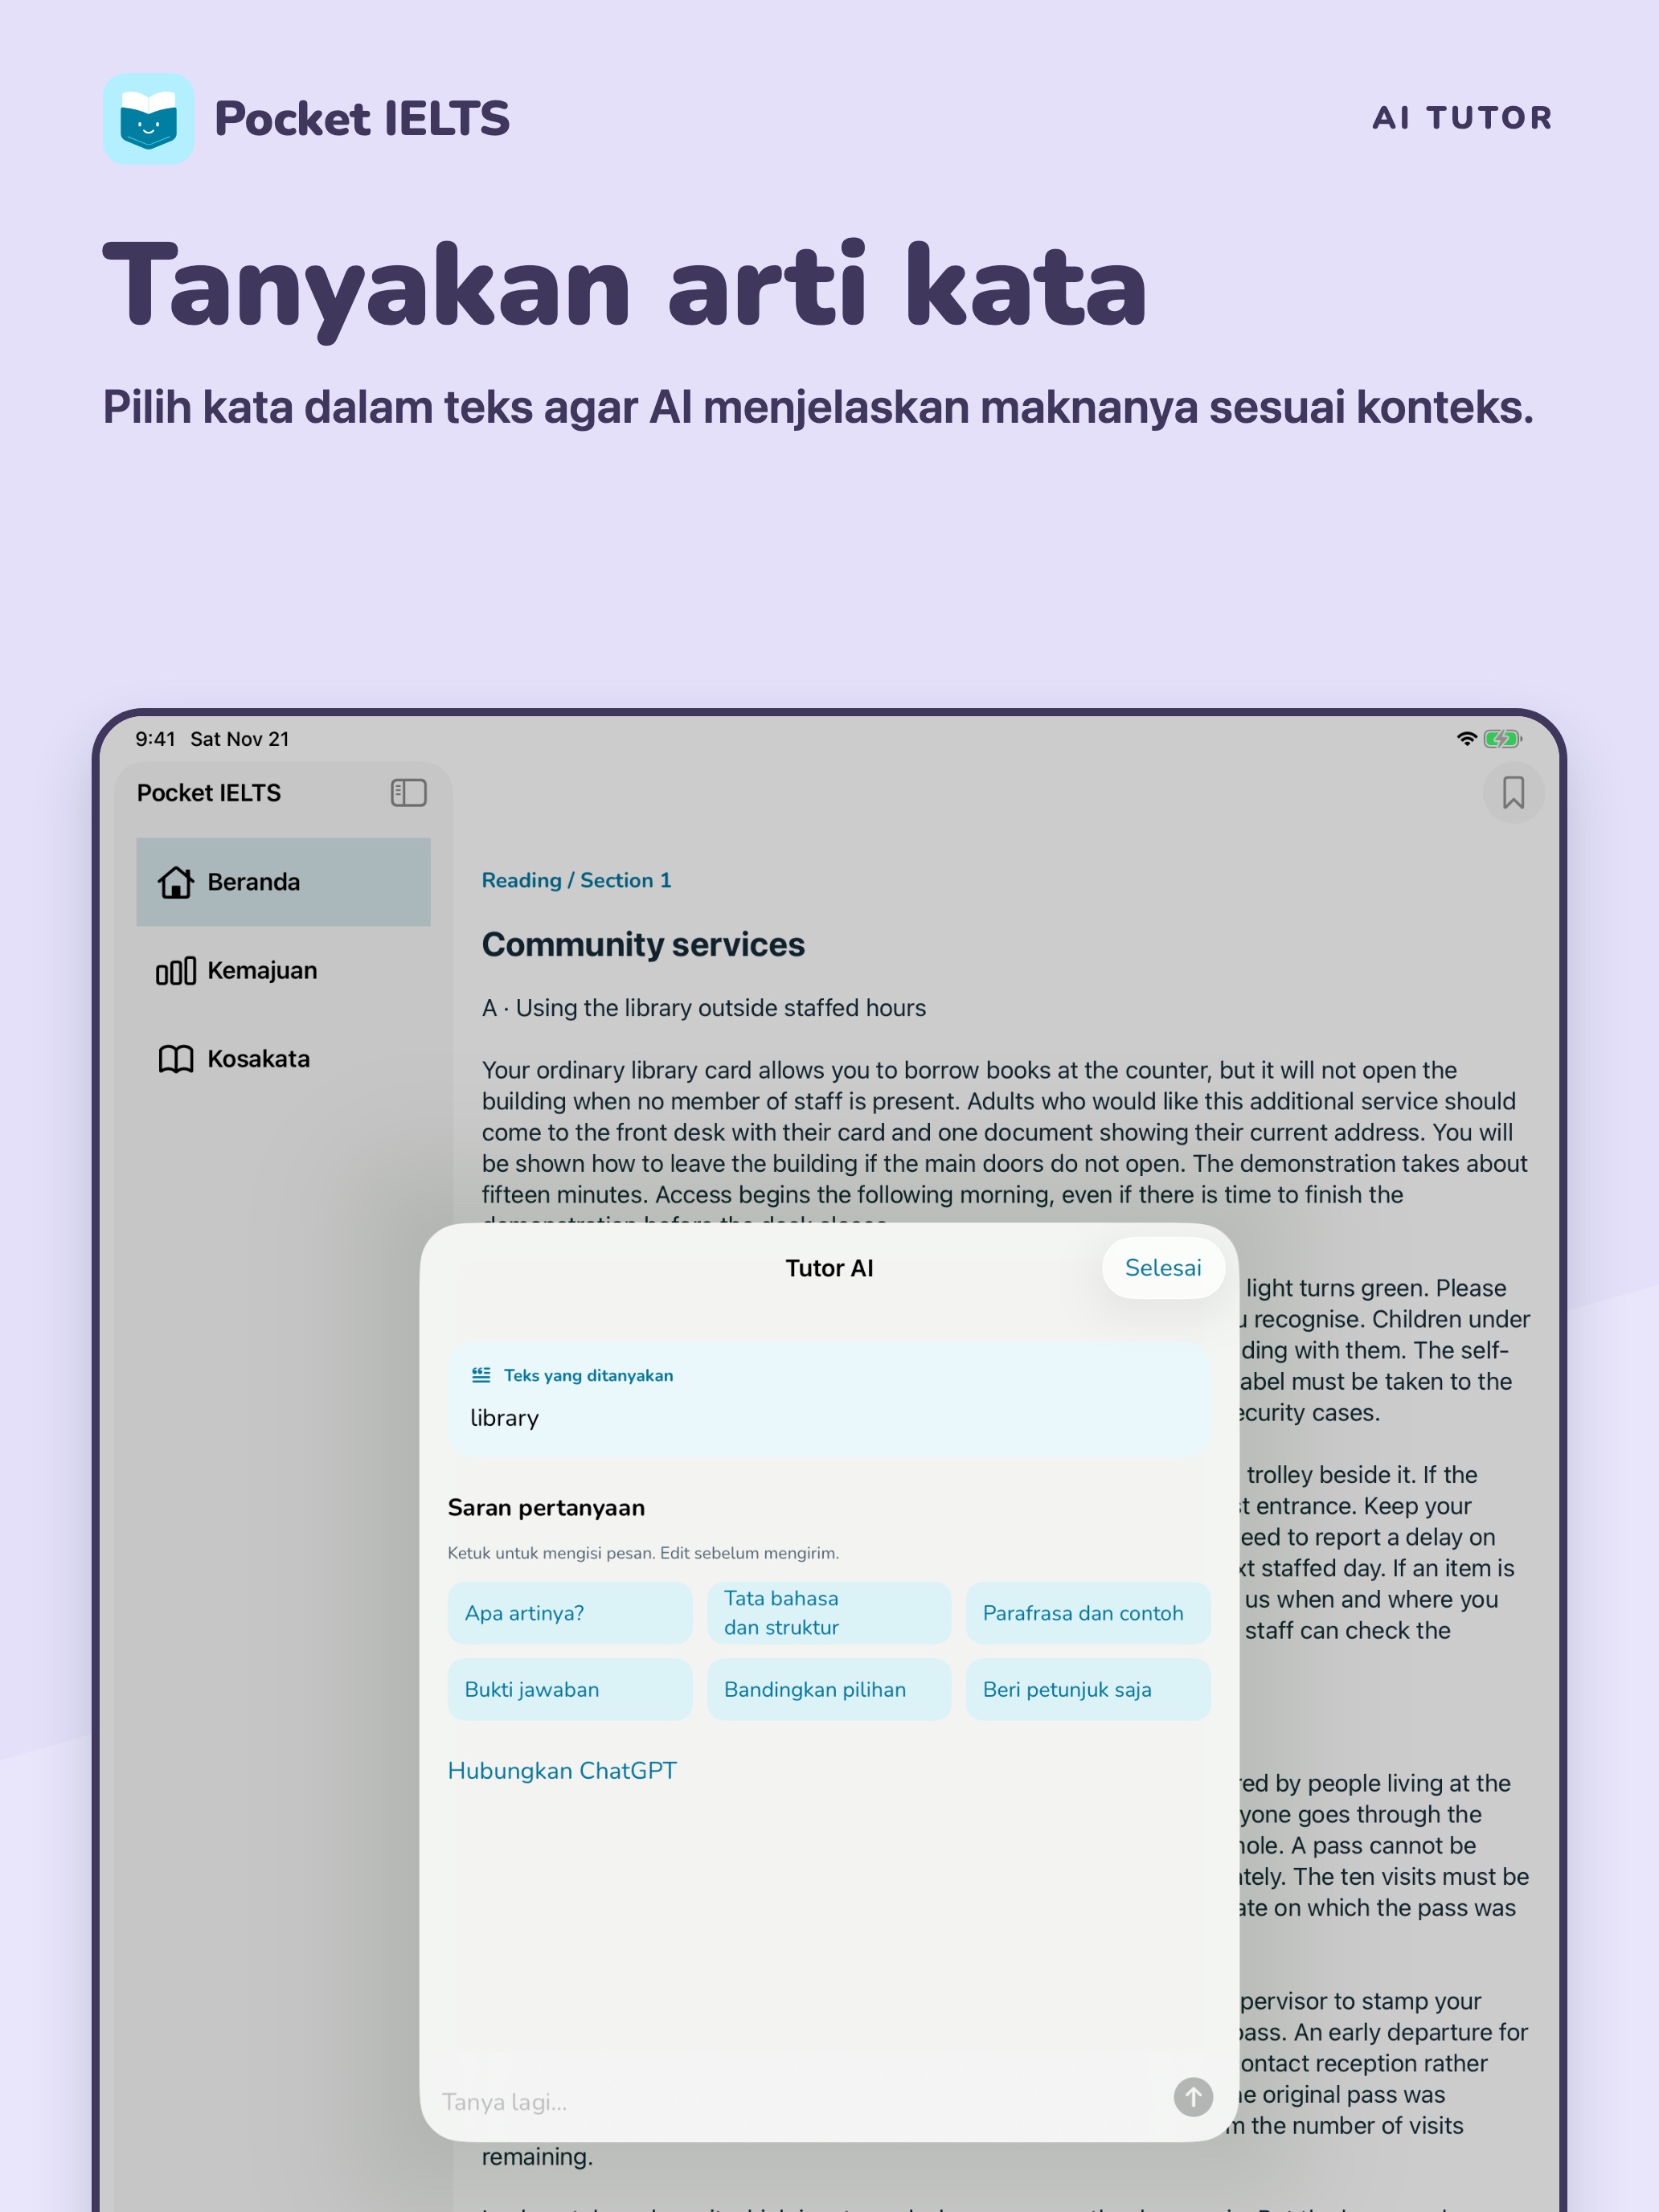 Pocket IELTS
AI TUTOR
Tanyakan arti kata
Pilih kata dalam teks agar AI menjelaskan maknanya sesuai konteks.
9:41 Sat Nov 21
Pocket IELTS
Beranda
Kemajuan
Kosakata
Reading / Section 1
Community services
A · Using the library outside staffed hours
Your ordinary library card allows you to borrow books at the counter, but it will not open the
building when no member of staff is present. Adults who would like this additional service should
come to the front desk with their card and one document showing their current address. You will
be shown how to leave the building if the main doors do not open. The demonstration takes about
fifteen minutes. Access begins the following morning, even if there is time to finish the
Tutor AI
Selesai
Teks yang ditanyakan
library
Saran pertanyaan
Ketuk untuk mengisi pesan. Edit sebelum mengirim.
Apa artinya?
Tata bahasa
dan struktur
Parafrasa dan contoh
Bukti jawaban
Bandingkan pilihan
Beri petunjuk saja
Hubungkan ChatGPT
Tanya lagi...
light turns green. Please
recognise. Children under
with them. The self-
must be taken to the
cases.
trolley beside it. If the
entrance. Keep your
to report a delay on
staffed day. If an item is
us when and where you
staff can check the
by people living at the
goes through the
A pass cannot be
The ten visits must be
on which the pass was
to stamp your
An early departure for
reception rather
original pass was
the number of visits
remaining.